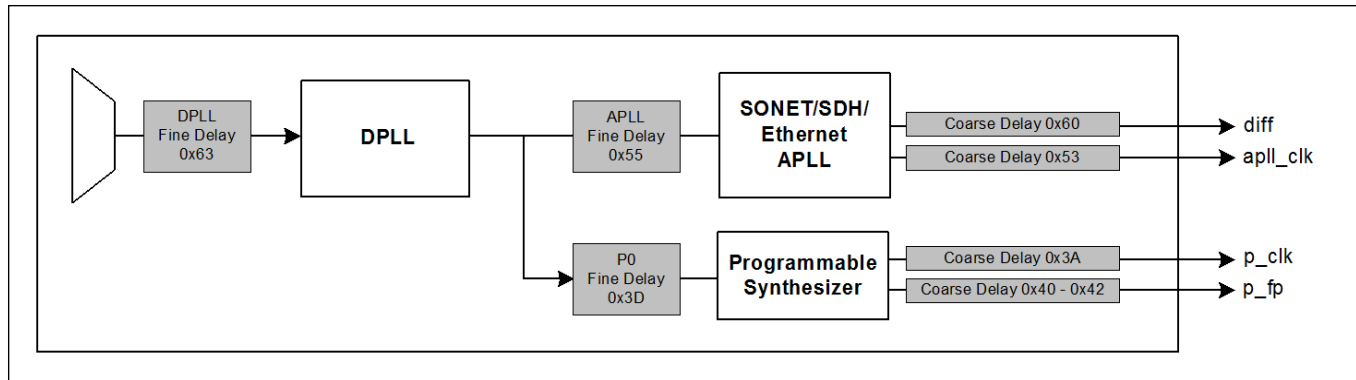 DPLL
Fine Delay
0x63
DPLL
APLL
Fine Delay
0x55
SONET/SDH/
Ethernet
APLL
Coarse Delay 0x60
diff
Coarse Delay 0x53
apll_clk
P0
Fine Delay
0x3D
Programmable
Synthesizer
Coarse Delay 0x3A
p_clk
Coarse Delay 0x40 - 0x42
p_fp